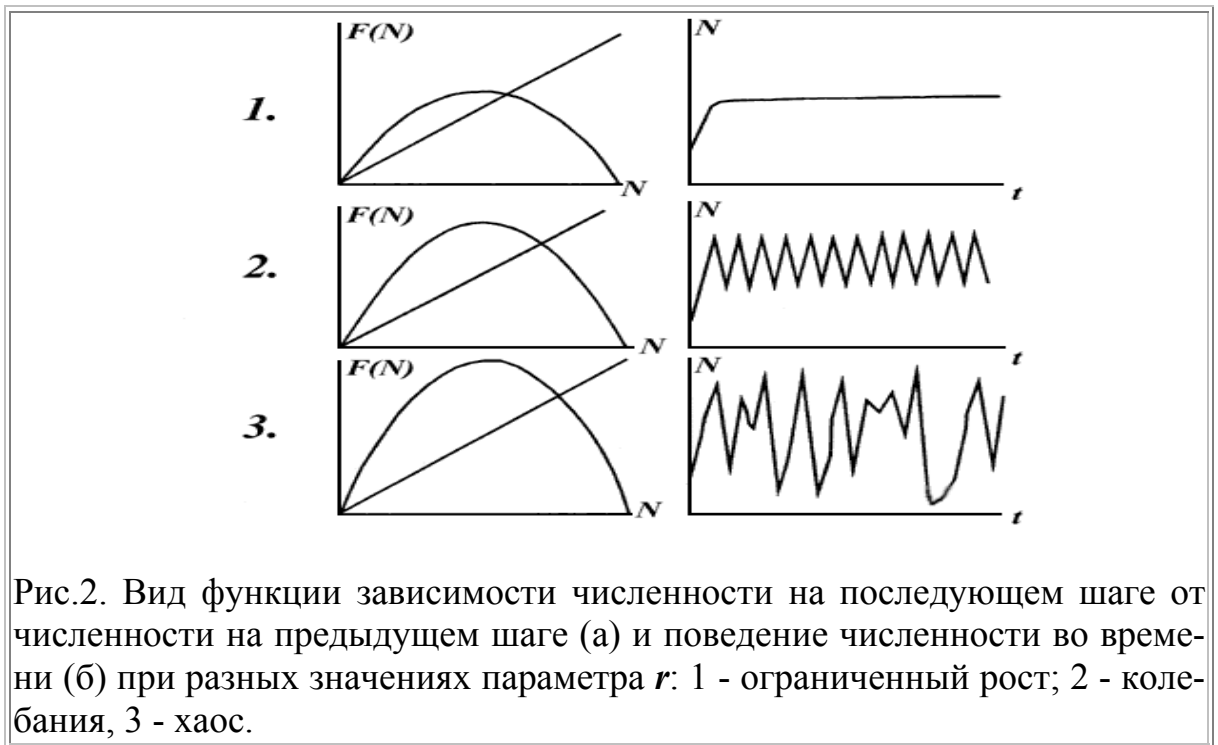 F(N)
N
1.
N
t
F(N)
N
2.
N
t
F(N)
N
3.
N
t
Рис.2. Вид функции зависимости численности на последующем шаге от
численности на предыдущем шаге (а) и поведение численности во време-
ни (б) при разных значениях параметра r: 1 - ограниченный рост; 2 - коле-
бания, 3 - хаос.